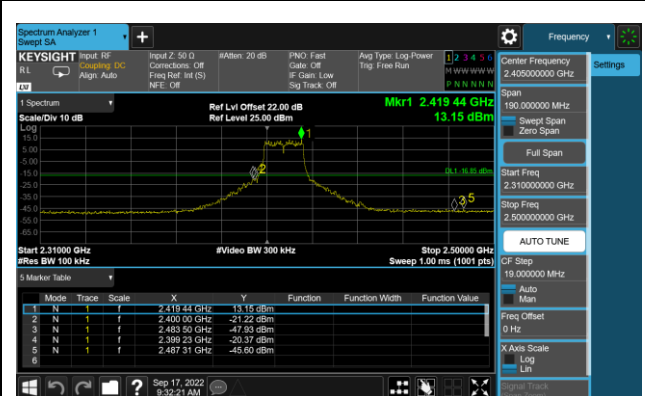 Spectrum Analyzer 1
Swept SA
Frequency
KEYSIGHT
RL
LXI
Input: RF
Coupling: DC
Align: Auto
Input Z: 50 Ω
Corrections: Off
Freq Ref: Int (S)
NFE: Off
#Atten: 20 dB
PNO: Fast
Gate: Off
IF Gain: Low
Sig Track: Off
Avg Type: Log-Power
Trig: Free Run
1 2 3 4 5 6
M W W W W W
P N N N N N
1 Spectrum
Scale/Div 10 dB
Ref Lvl Offset 22.00 dB
Ref Level 25.00 dBm
Mkr1 2.419 44 GHz
13.15 dBm
Log
15.0
5.00
-5.00
-15.0
-25.0
-35.0
-45.0
-55.0
-65.0
1
2
3
5
DL1 -16.85 dBm
Start 2.31000 GHz
#Res BW 100 kHz
#Video BW 300 kHz
Stop 2.50000 GHz
Sweep 1.00 ms (1001 pts)
5 Marker Table
Mode Trace Scale X Y Function Function Width Function Value
1 N 1 f 2.419 44 GHz 13.15 dBm
2 N 1 f 2.400 00 GHz -21.22 dBm
3 N 1 f 2.483 50 GHz -47.93 dBm
4 N 1 f 2.399 23 GHz -20.37 dBm
5 N 1 f 2.487 31 GHz -45.60 dBm
6
Sep 17, 2022
9:32:21 AM
Center Frequency
2.405000000 GHz
Settings
Span
190.000000 MHz
Swept Span
Zero Span
Full Span
Start Freq
2.310000000 GHz
Stop Freq
2.500000000 GHz
AUTO TUNE
CF Step
19.000000 MHz
Auto
Man
Freq Offset
0 Hz
X Axis Scale
Log
Lin
Signal Track